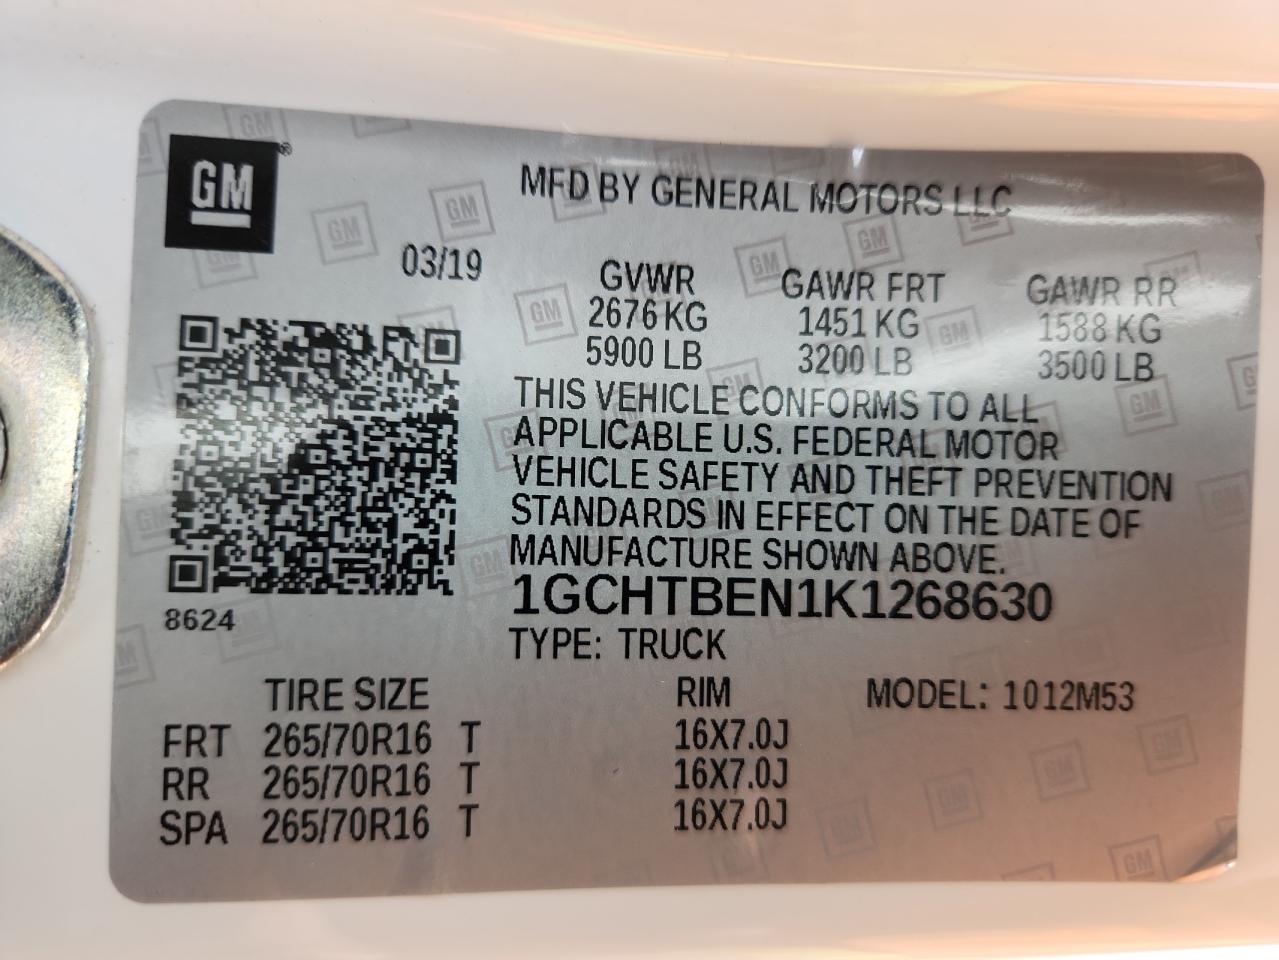 GM®
MFD BY GENERAL MOTORS LLC
03/19
GVWR GAWR FRT GAWR RR
2676 KG 1451 KG 1588 KG
5900 LB 3200 LB 3500 LB
THIS VEHICLE CONFORMS TO ALL
APPLICABLE U.S. FEDERAL MOTOR
VEHICLE SAFETY AND THEFT PREVENTION
STANDARDS IN EFFECT ON THE DATE OF
MANUFACTURE SHOWN ABOVE.
1GCHTBEN1K1268630
8624
TYPE: TRUCK
TIRE SIZE RIM MODEL: 1012M53
FRT 265/70R16 T 16X7.0J
RR 265/70R16 T 16X7.0J
SPA 265/70R16 T 16X7.0J